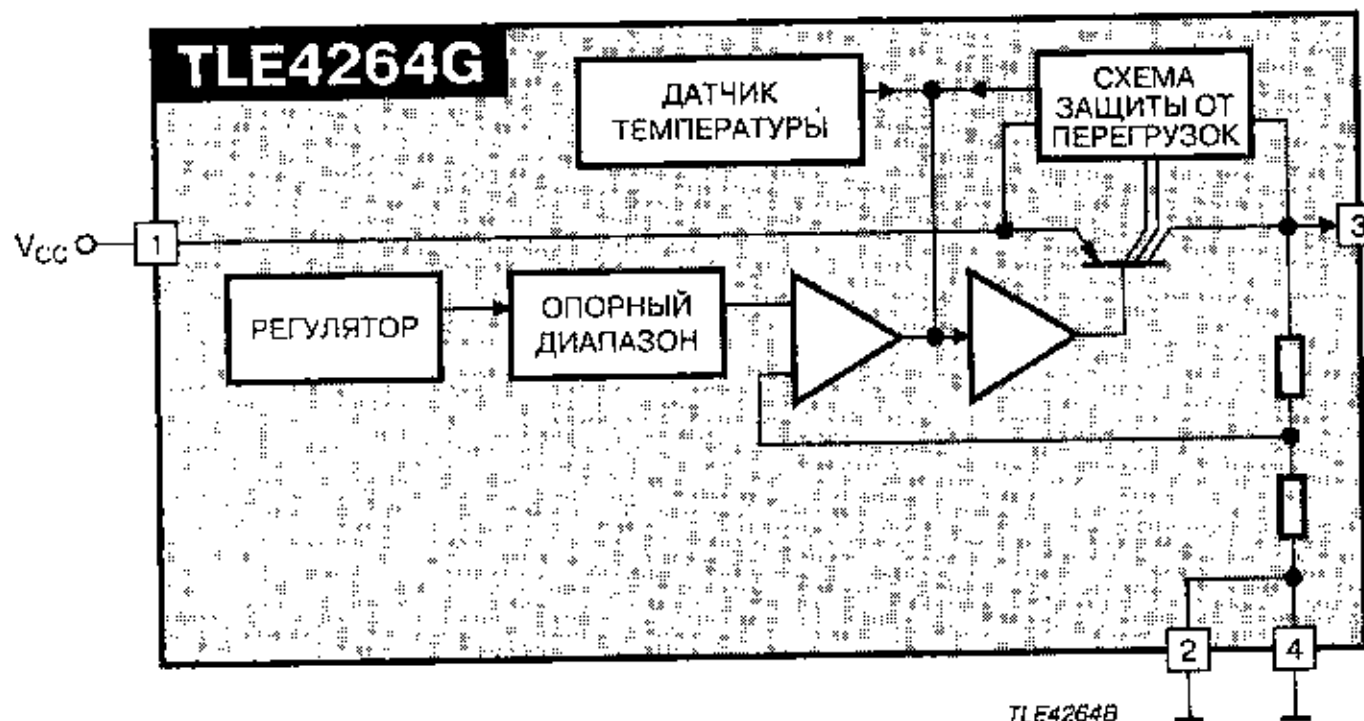 TLE4264G
ДАТЧИК
ТЕМПЕРАТУРЫ
СХЕМА
ЗАЩИТЫ ОТ
ПЕРЕГРУЗОК
Vcc
1
3
РЕГУЛЯТОР
ОПОРНЫЙ
ДИАПАЗОН
2
4
TLE4264B